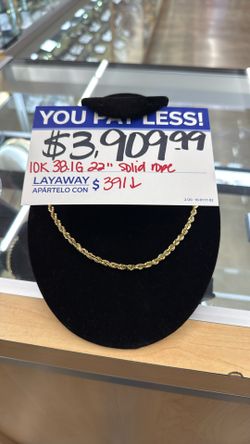 YOU PAY LESS!
$3,909.99
10K 38.1G 22" solid rope
LAYAWAY
APÁRTELO CON $ 391↓